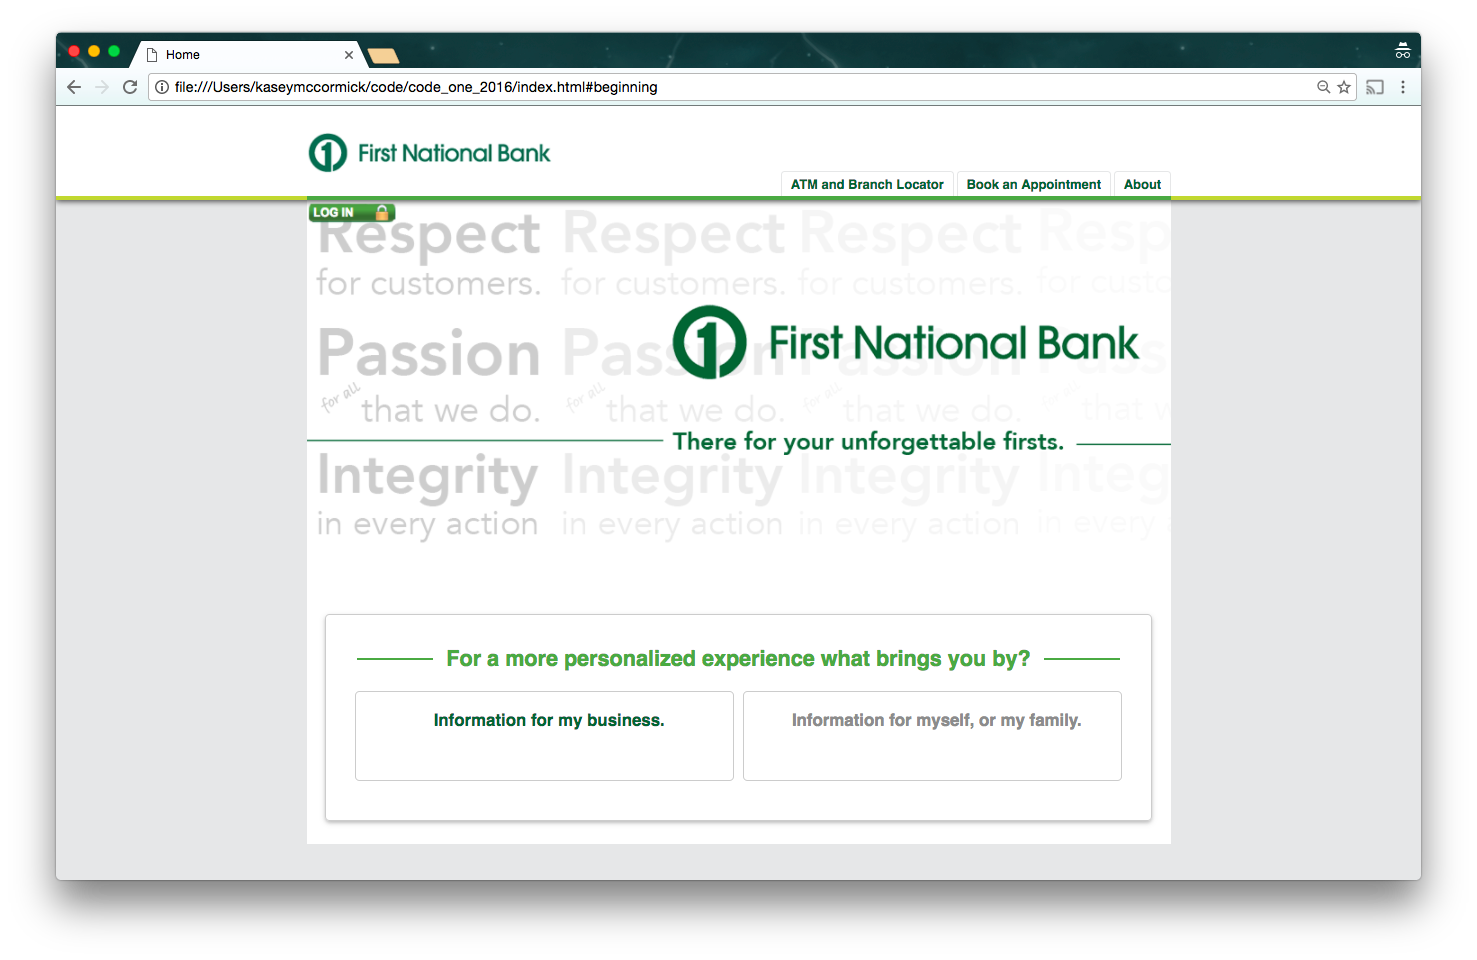 Home
file:///Users/kaseymccormick/code/code_one_2016/index.html#beginning
1 First National Bank
ATM and Branch Locator Book an Appointment About
LOG IN
Respect Respect Respect Resp
for customers. for customers. for customers. for custo
1 First National Bank
Passion Passion Passion Pass
for all that we do. for all that we do. for all that we do. that w
There for your unforgettable firsts.
Integrity Integrity Integrity Integ
in every action in every action in every action in every
For a more personalized experience what brings you by?
Information for my business. Information for myself, or my family.